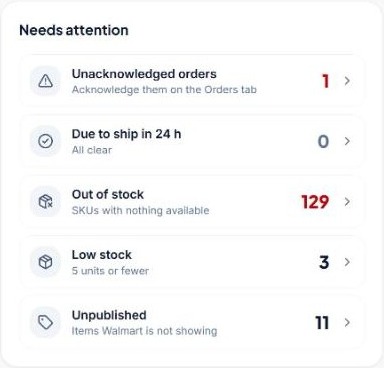 Needs attention
Unacknowledged orders
1
Acknowledge them on the Orders tab
Due to ship in 24 h
0
All clear
Out of stock
129
SKUs with nothing available
Low stock
3
5 units or fewer
Unpublished
11
Items Walmart is not showing